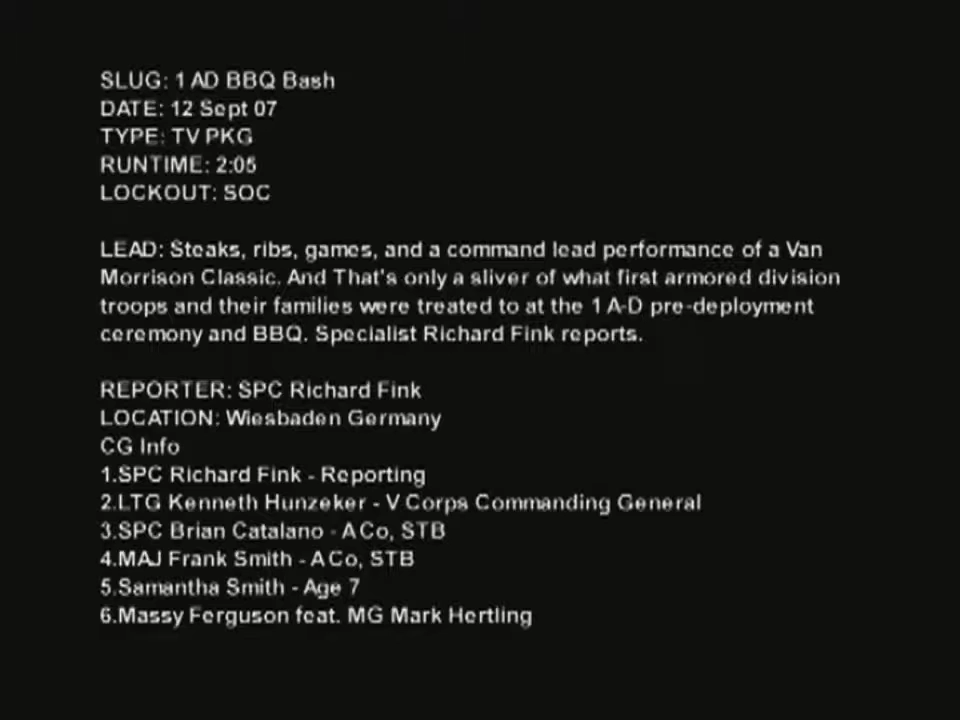 SLUG: 1 AD BBQ Bash
DATE: 12 Sept 07
TYPE: TV PKG
RUNTIME: 2:05
LOCKOUT: SOC
LEAD: Steaks, ribs, games, and a command lead performance of a Van
Morrison Classic. And That's only a sliver of what first armored division
troops and their families were treated to at the 1 A-D pre-deployment
ceremony and BBQ. Specialist Richard Fink reports.
REPORTER: SPC Richard Fink
LOCATION: Wiesbaden Germany
CG Info
1.SPC Richard Fink - Reporting
2.LTG Kenneth Hunzeker - V Corps Commanding General
3.SPC Brian Catalano - A Co, STB
4.MAJ Frank Smith - A Co, STB
5.Samantha Smith - Age 7
6.Massy Ferguson feat. MG Mark Hertling